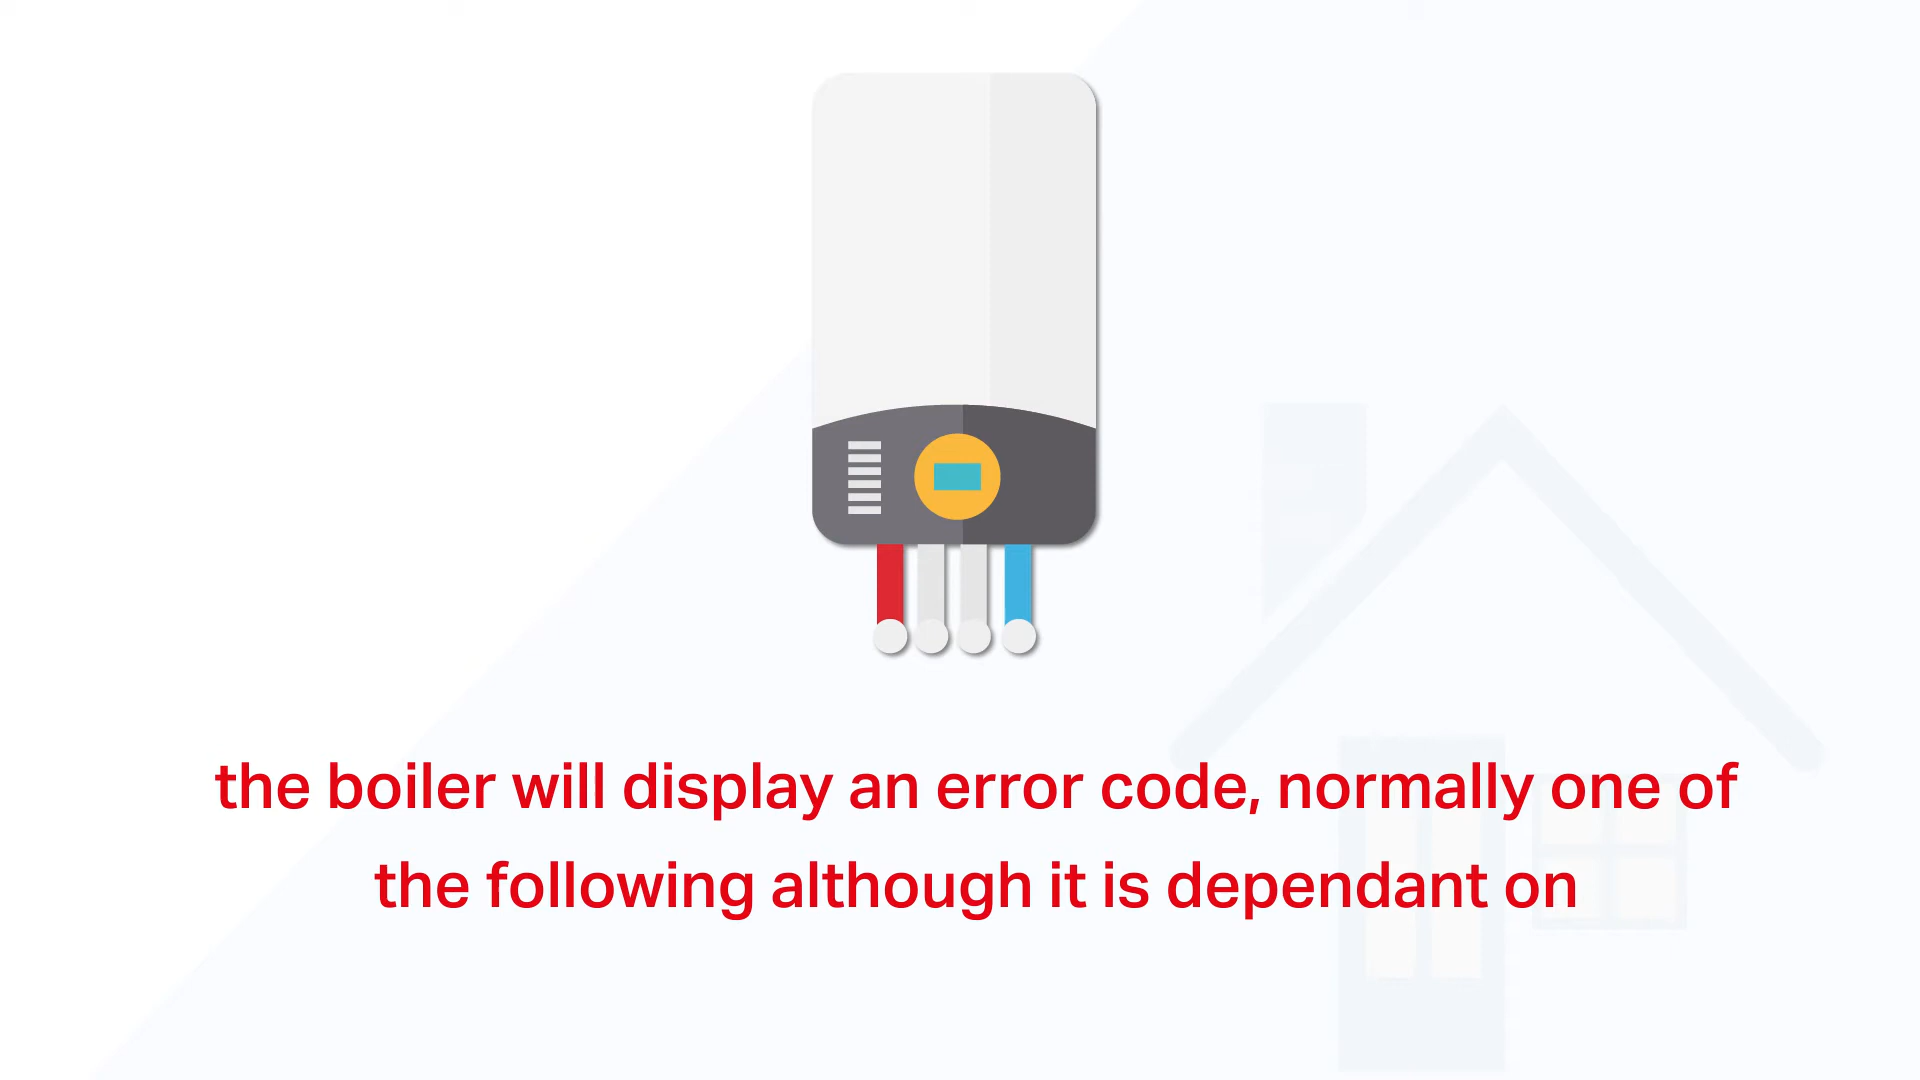 the boiler will display an error code, normally one of
the following although it is dependant on